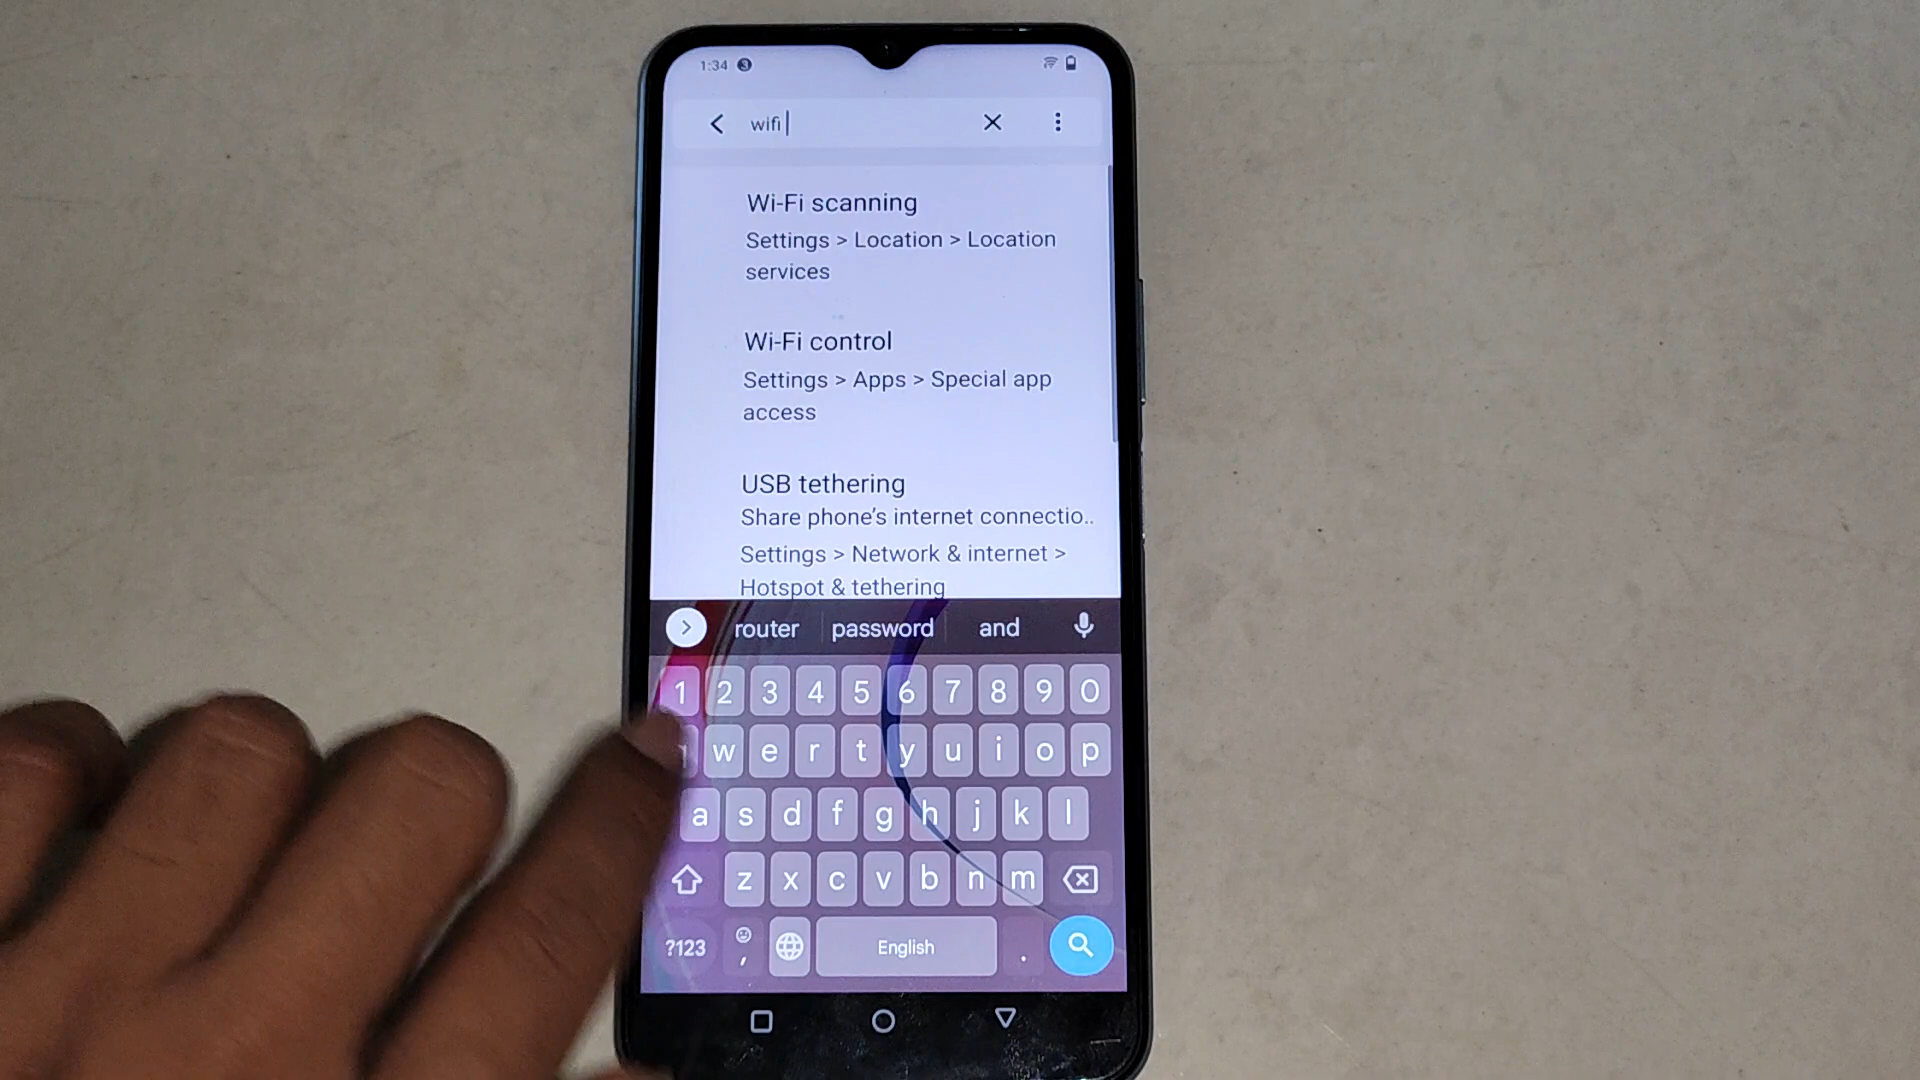 1:34 3
wifi
Wi-Fi scanning
Settings > Location > Location
services
Wi-Fi control
Settings > Apps > Special app
access
USB tethering
Share phone's internet connectio..
Settings > Network & internet >
Hotspot & tethering
router password and
1 2 3 4 5 6 7 8 9 0
w e r t y u i o p
a s d f g h j k l
z x c v b n m
?123 , English .